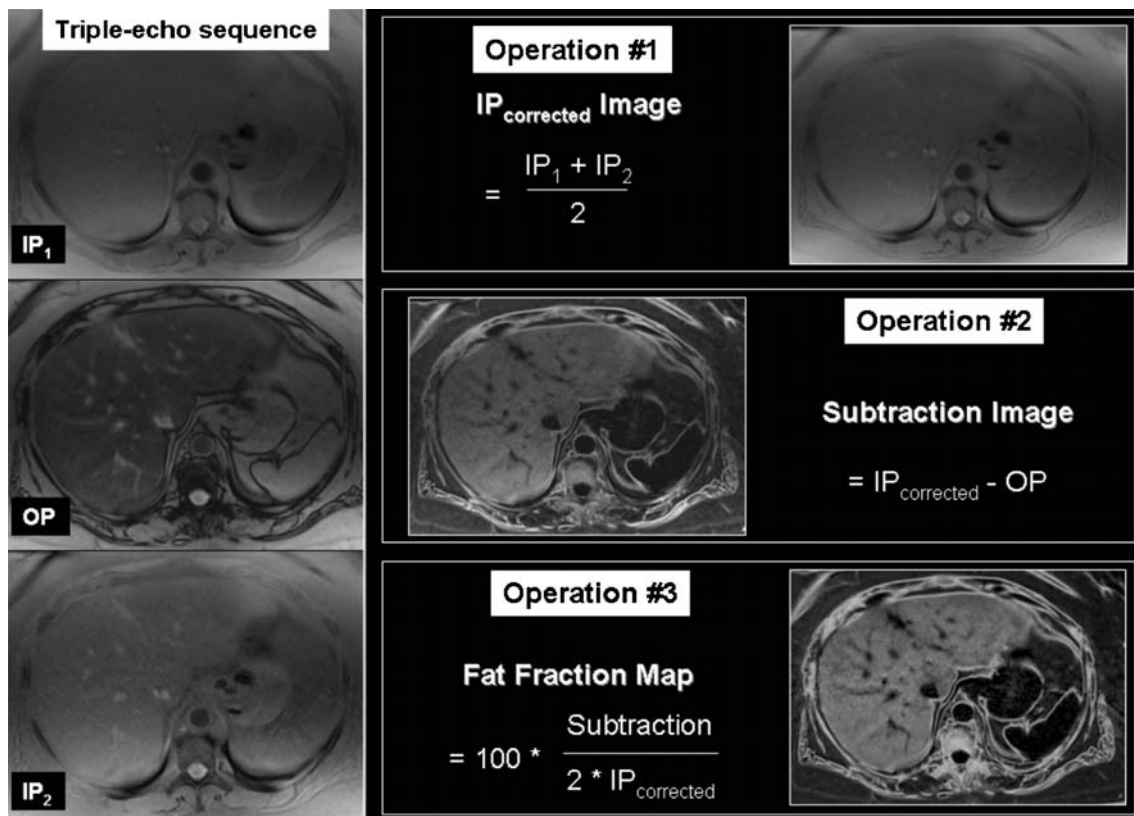 Triple-echo sequence
IP₁
OP
IP₂
Operation #1
IPcorrected Image
= (IP₁ + IP₂) / 2
Operation #2
Subtraction Image
= IPcorrected - OP
Operation #3
Fat Fraction Map
= 100 * Subtraction / 2 * IPcorrected